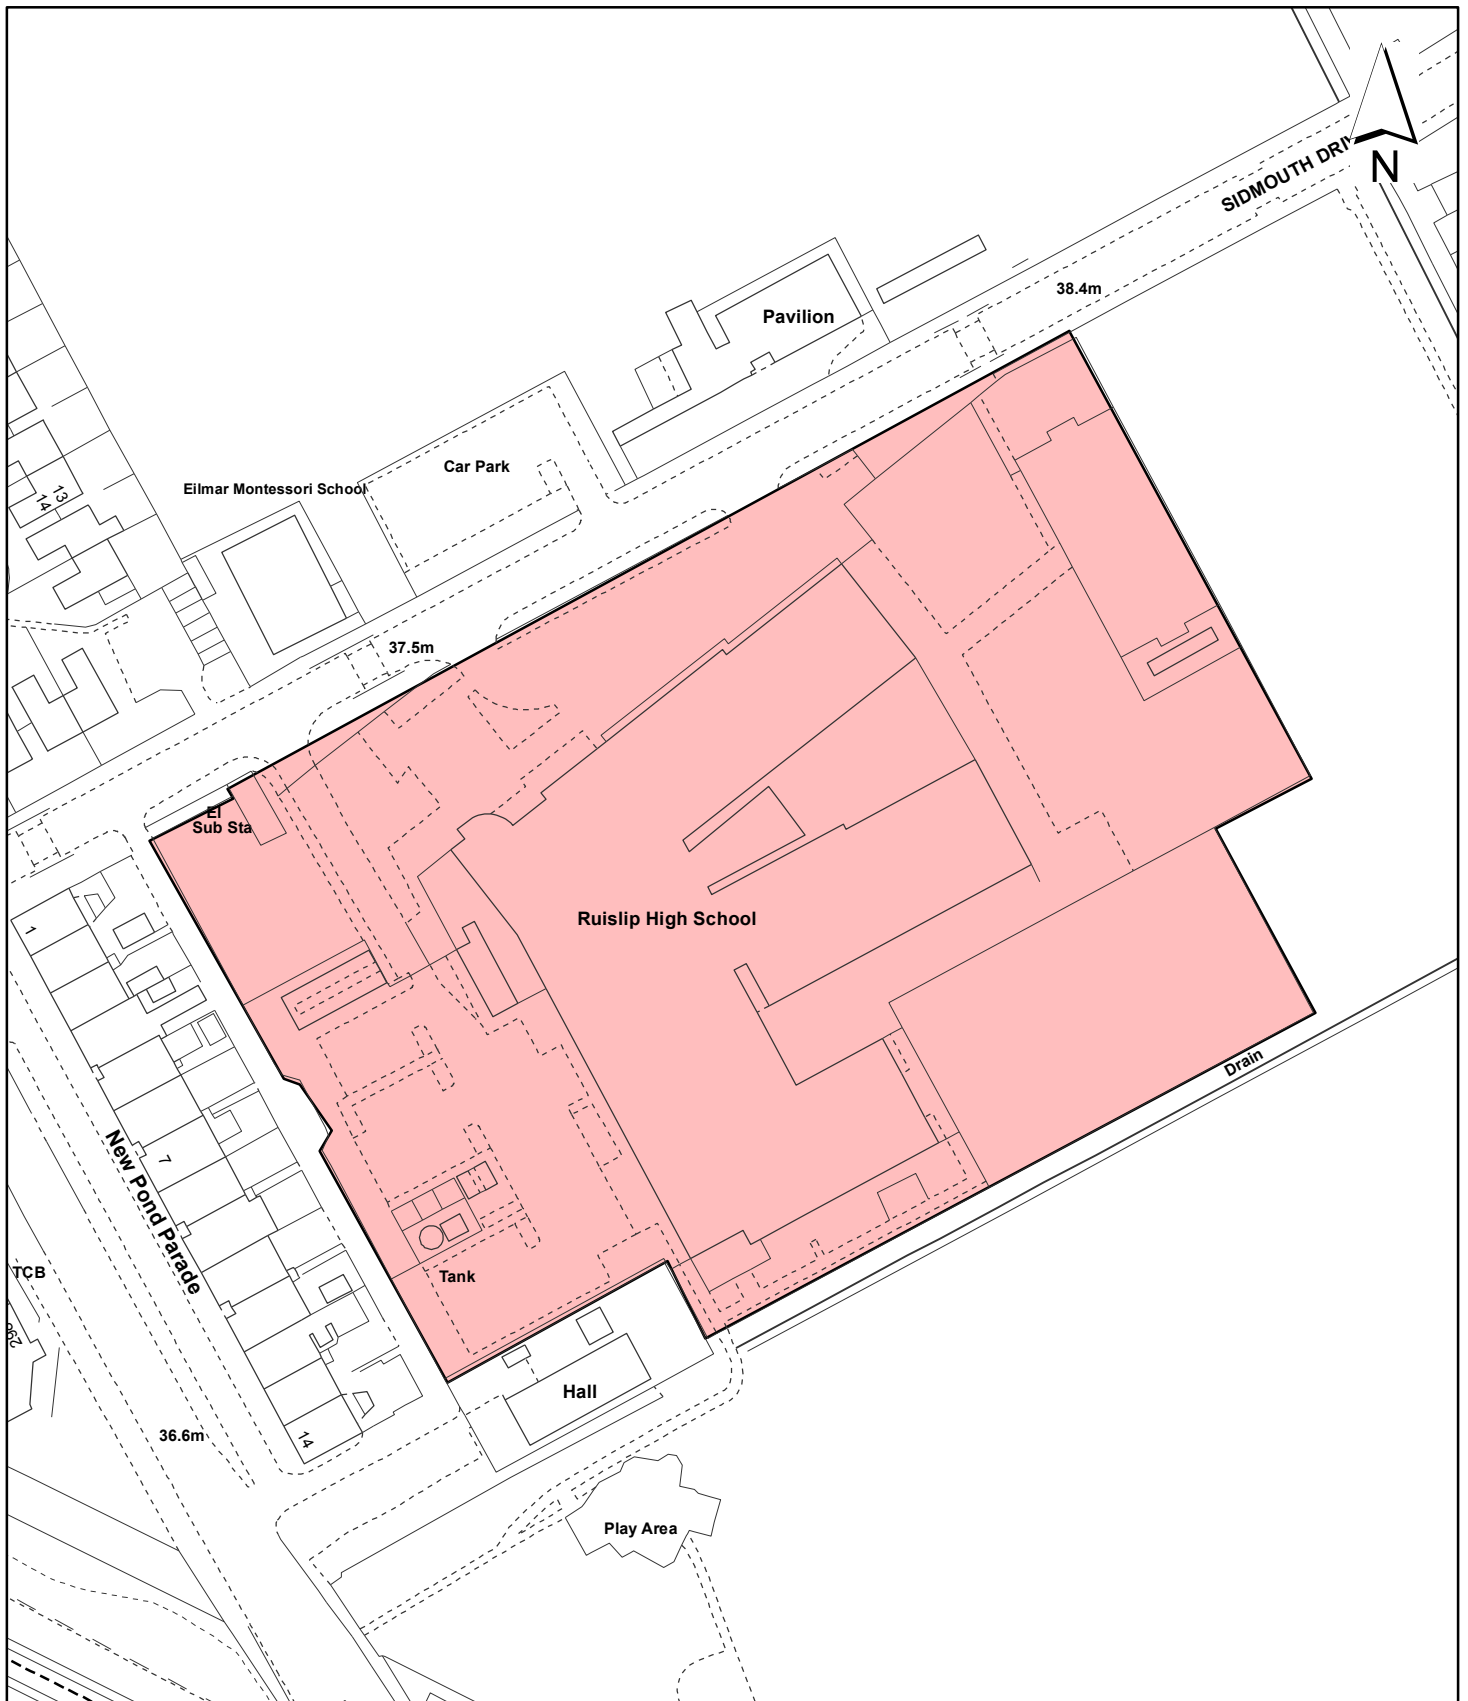 N
SIDMOUTH DRI
38.4m
Pavilion
Car Park
Eilmar Montessori School
13
14
37.5m
El
Sub Sta
1
Ruislip High School
Drain
New Pond Parade
7
TCB
Tank
296
Hall
36.6m
14
Play Area